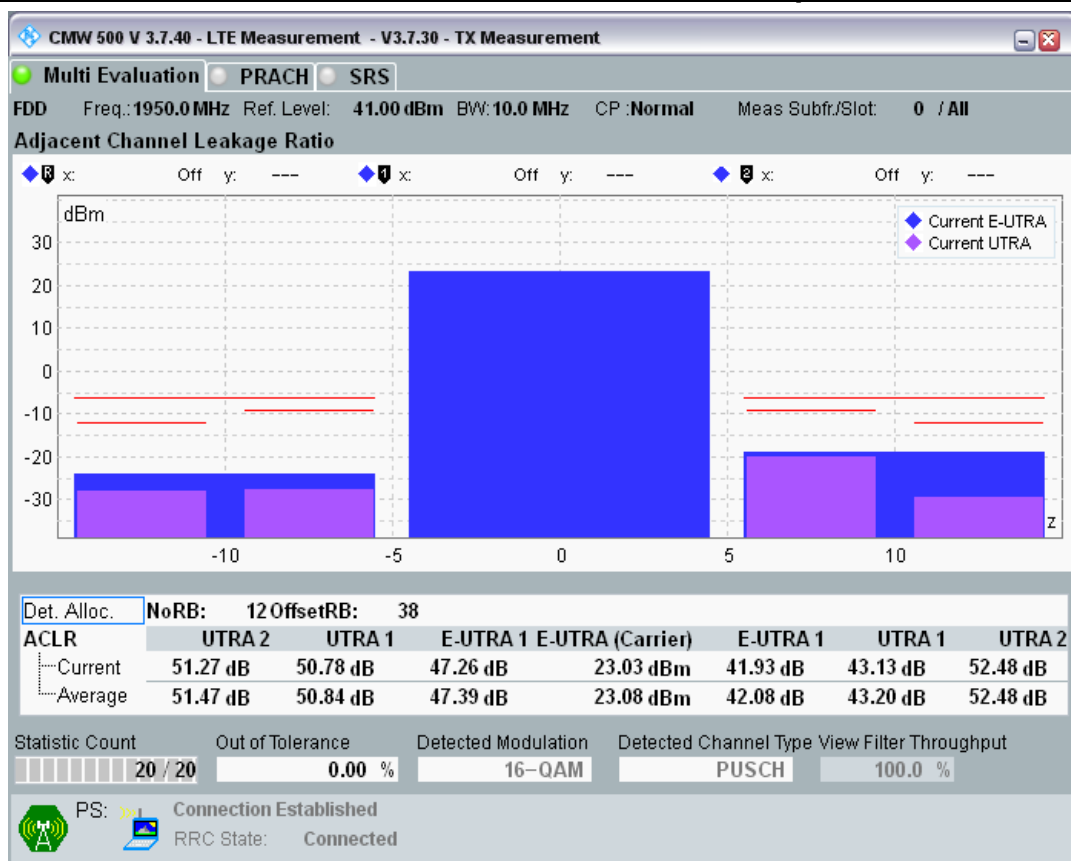 CMW 500 V 3.7.40 - LTE Measurement - V3.7.30 - TX Measurement
Multi Evaluation PRACH SRS
FDD Freq.: 1950.0 MHz Ref. Level: 41.00 dBm BW: 10.0 MHz CP :Normal Meas Subfr./Slot: 0 / All
Adjacent Channel Leakage Ratio
R x: Off y: --- 1 x: Off y: --- 2 x: Off y: ---
dBm
Current E-UTRA
Current UTRA
30
20
10
0
-10
-20
-30
z
-10 -5 0 5 10
Det. Alloc. NoRB: 12 OffsetRB: 38
ACLR UTRA 2 UTRA 1 E-UTRA 1 E-UTRA (Carrier) E-UTRA 1 UTRA 1 UTRA 2
Current 51.27 dB 50.78 dB 47.26 dB 23.03 dBm 41.93 dB 43.13 dB 52.48 dB
Average 51.47 dB 50.84 dB 47.39 dB 23.08 dBm 42.08 dB 43.20 dB 52.48 dB
Statistic Count Out of Tolerance Detected Modulation Detected Channel Type View Filter Throughput
20 / 20 0.00 % 16-QAM PUSCH 100.0 %
PS: Connection Established
RRC State: Connected